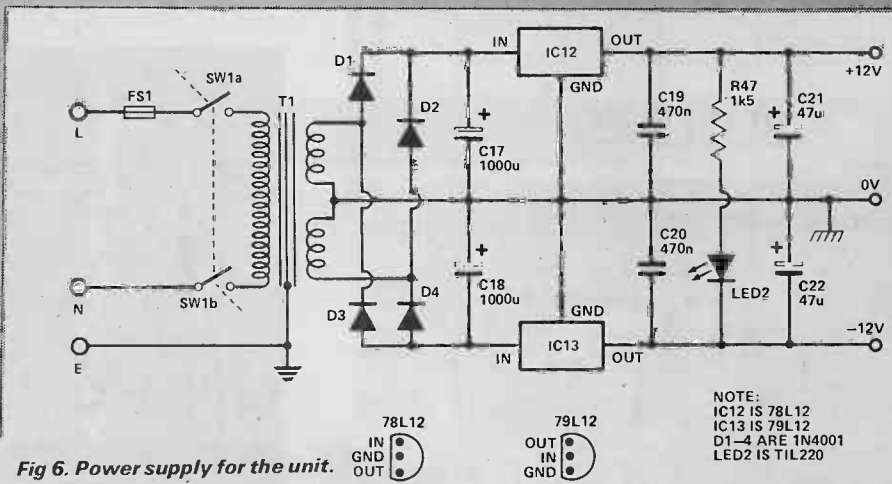 FS1
SW1a
L
T1
N
SW1b
E
D1
D2
D3
D4
+
C17
1000u
+
C18
1000u
IN
IC12
OUT
GND
GND
IN
IC13
OUT
C19
470n
C20
470n
R47
1k5
LED2
+
C21
47u
+
C22
47u
+12V
0V
−12V
78L12
IN
GND
OUT
79L12
OUT
IN
GND
NOTE:
IC12 IS 78L12
IC13 IS 79L12
D1–4 ARE 1N4001
LED2 IS TIL220
Fig 6. Power supply for the unit.